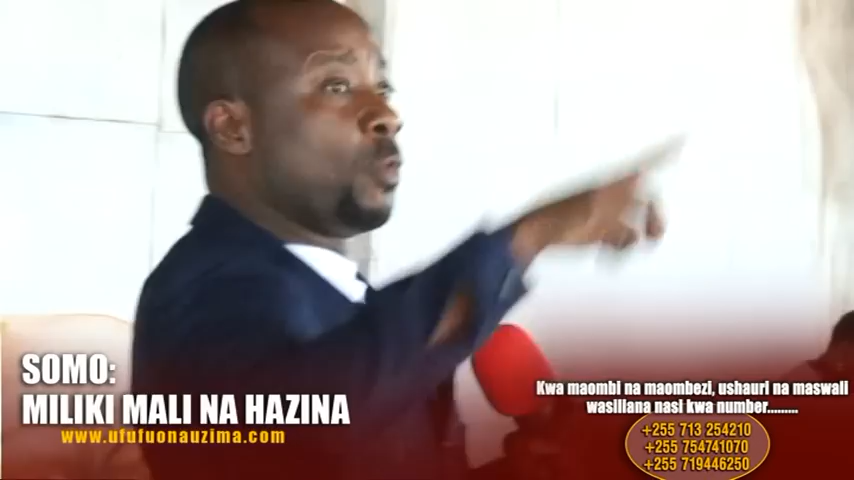 SOMO:
MILIKI MALI NA HAZINA
www.ufufuonauzima.com
Kwa maombi na maombezi, ushauri na maswali
wasiliana nasi kwa number.........
+255 713 254210
+255 754741070
+255 719446250